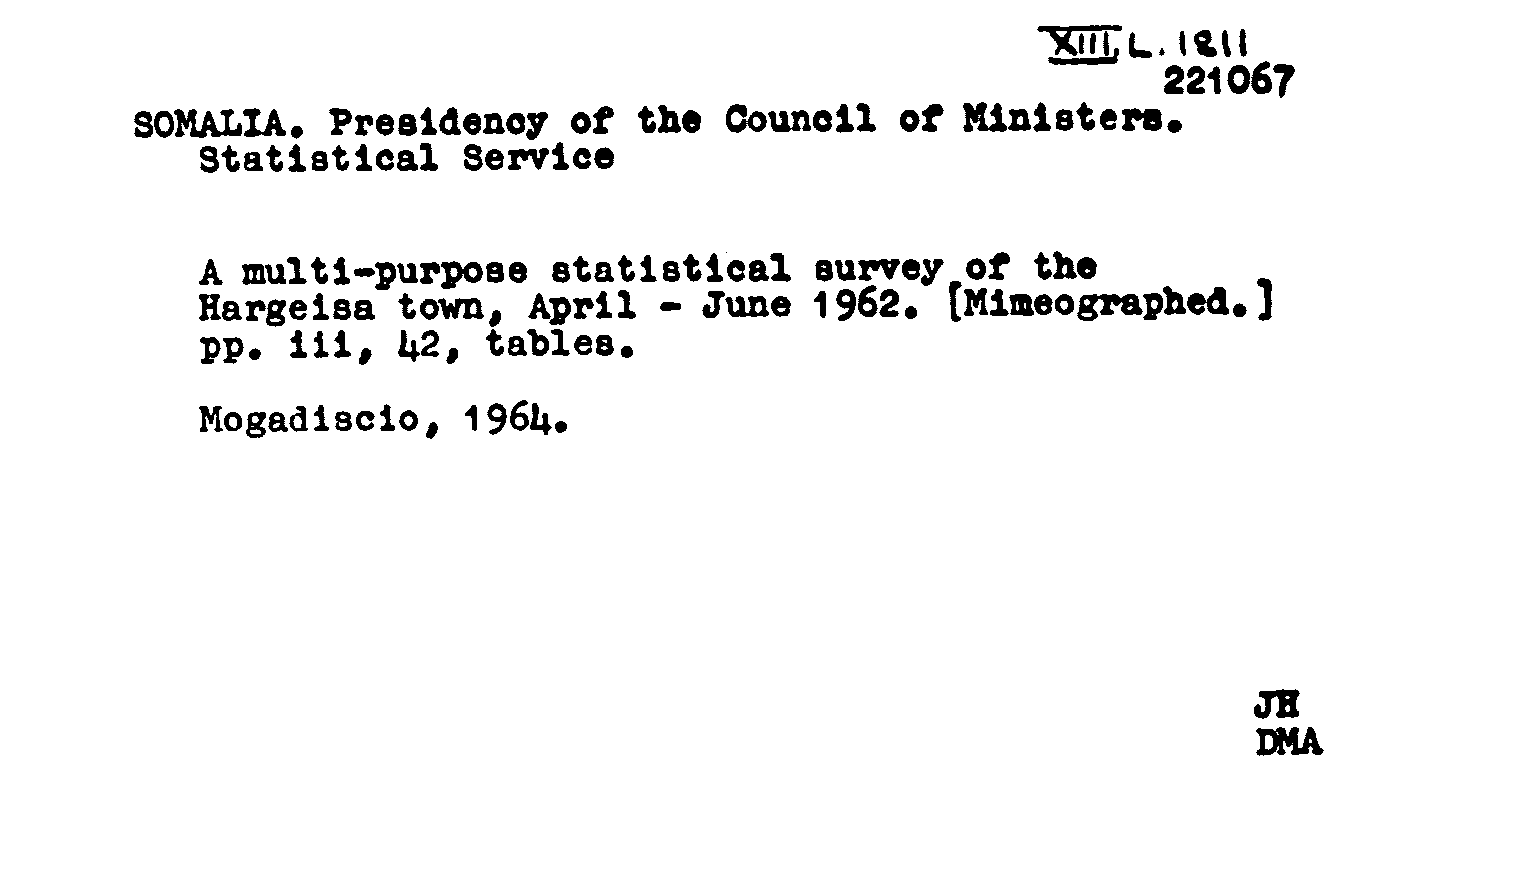 XIII L. 1811
221067
SOMALIA. Presidency of the Council of Ministers.
Statistical Service
A multi-purpose statistical survey of the
Hargeisa town, April - June 1962. [Mimeographed.]
pp. iii, 42, tables.
Mogadiscio, 1964.
JH
DMA